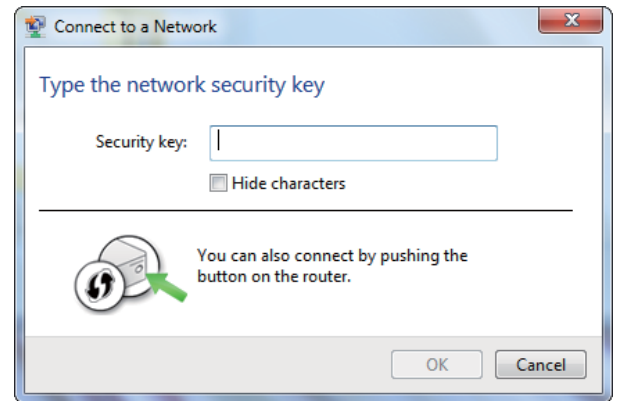 Connect to a Network
Type the network security key
Security key:
Hide characters
You can also connect by pushing the
button on the router.
OK
Cancel